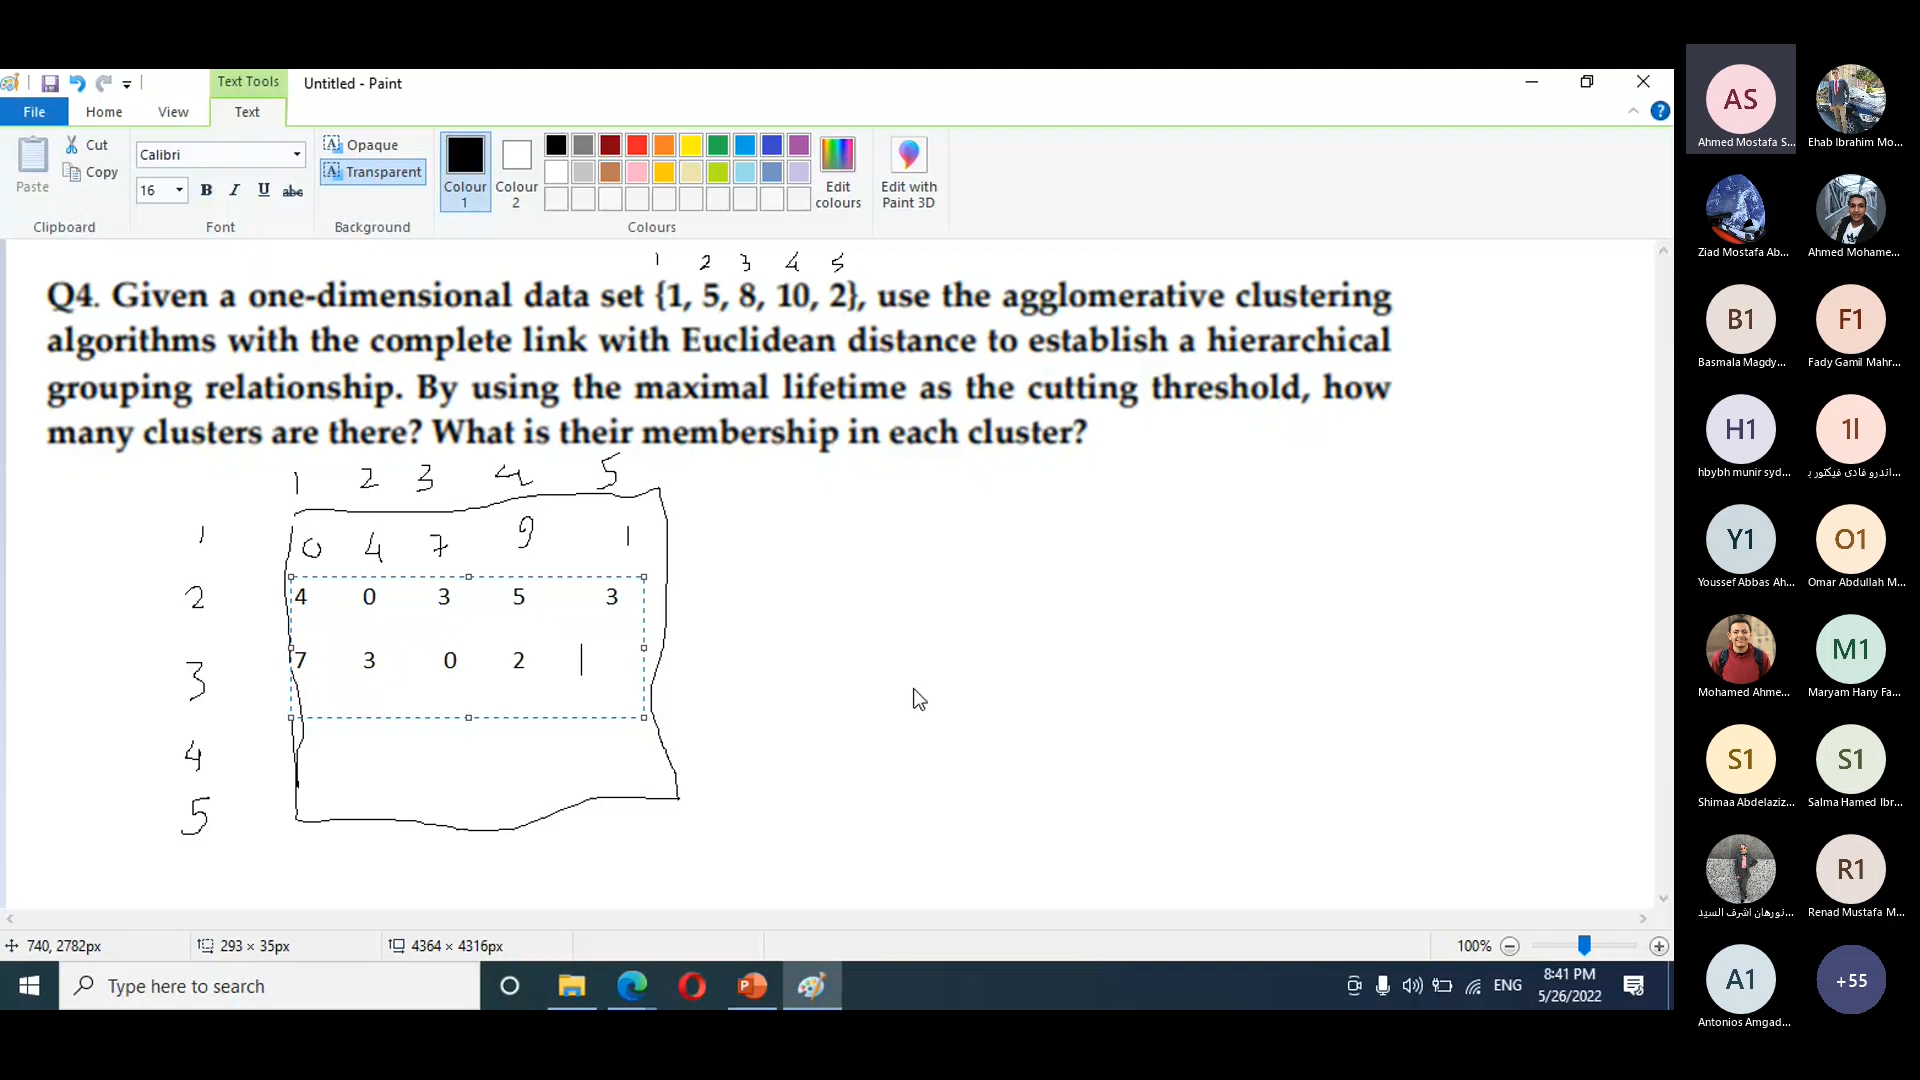 Text Tools
Untitled - Paint
File
Home
View
Text
Paste
Cut
Copy
Clipboard
Calibri
16
B I U abc
Font
Opaque
Transparent
Background
Colour 1
Colour 2
Edit colours
Colours
Edit with Paint 3D
1 2 3 4 5
Q4. Given a one-dimensional data set {1, 5, 8, 10, 2}, use the agglomerative clustering
algorithms with the complete link with Euclidean distance to establish a hierarchical
grouping relationship. By using the maximal lifetime as the cutting threshold, how
many clusters are there? What is their membership in each cluster?
1 2 3 4 5
1 0 4 7 9 1
2 4 0 3 5 3
3 7 3 0 2
4
5
740, 2782px
293 × 35px
4364 × 4316px
100%
Type here to search
ENG
8:41 PM
5/26/2022
AS
Ahmed Mostafa S...
Ehab Ibrahim Mo...
Ziad Mostafa Ab...
Ahmed Mohame...
B1
Basmala Magdy...
F1
Fady Gamil Mahr...
H1
hbybh munir syd...
1ا
اندرو فادى فيكتور ب...
Y1
Youssef Abbas Ah...
O1
Omar Abdullah M...
Mohamed Ahme...
M1
Maryam Hany Fa...
S1
Shimaa Abdelaziz...
S1
Salma Hamed Ibr...
نورهان اشرف السيد...
R1
Renad Mustafa M...
A1
Antonios Amgad...
+55